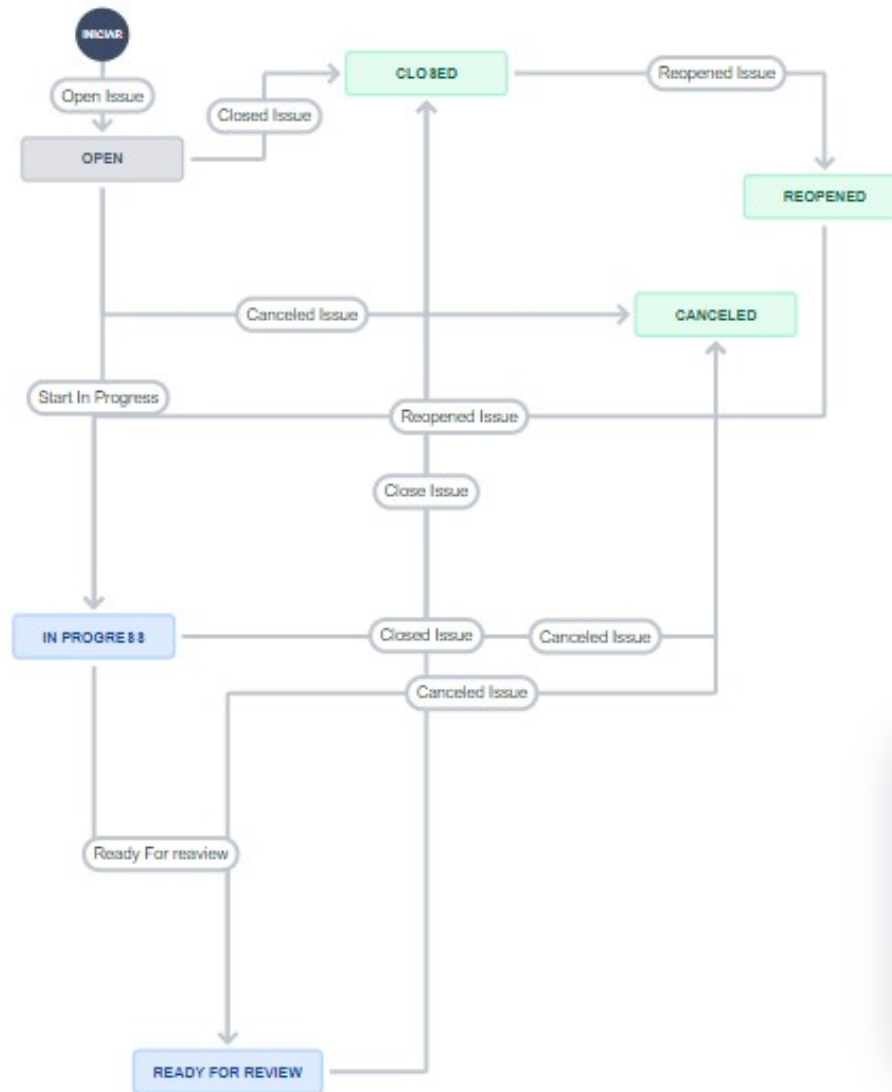 INICIAR
Open Issue
CLOSED
Reopened Issue
Closed Issue
OPEN
REOPENED
Canceled Issue
CANCELED
Start In Progress
Reopened Issue
Close Issue
IN PROGRESS
Closed Issue
Canceled Issue
Canceled Issue
Ready For reaview
READY FOR REVIEW